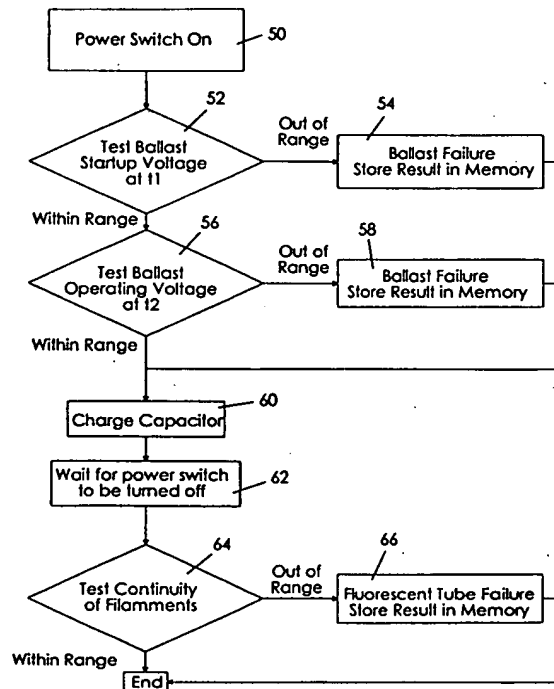 Power Switch On
50
52
Test Ballast
Startup Voltage
at t1
Out of
Range
54
Ballast Failure
Store Result in Memory
Within Range
56
Test Ballast
Operating Voltage
at t2
Out of
Range
58
Ballast Failure
Store Result in Memory
Within Range
60
Charge Capacitor
Wait for power switch
to be turned off
62
64
Test Continuity
of Filamments
Out of
Range
66
Fluorescent Tube Failure
Store Result in Memory
Within Range
End